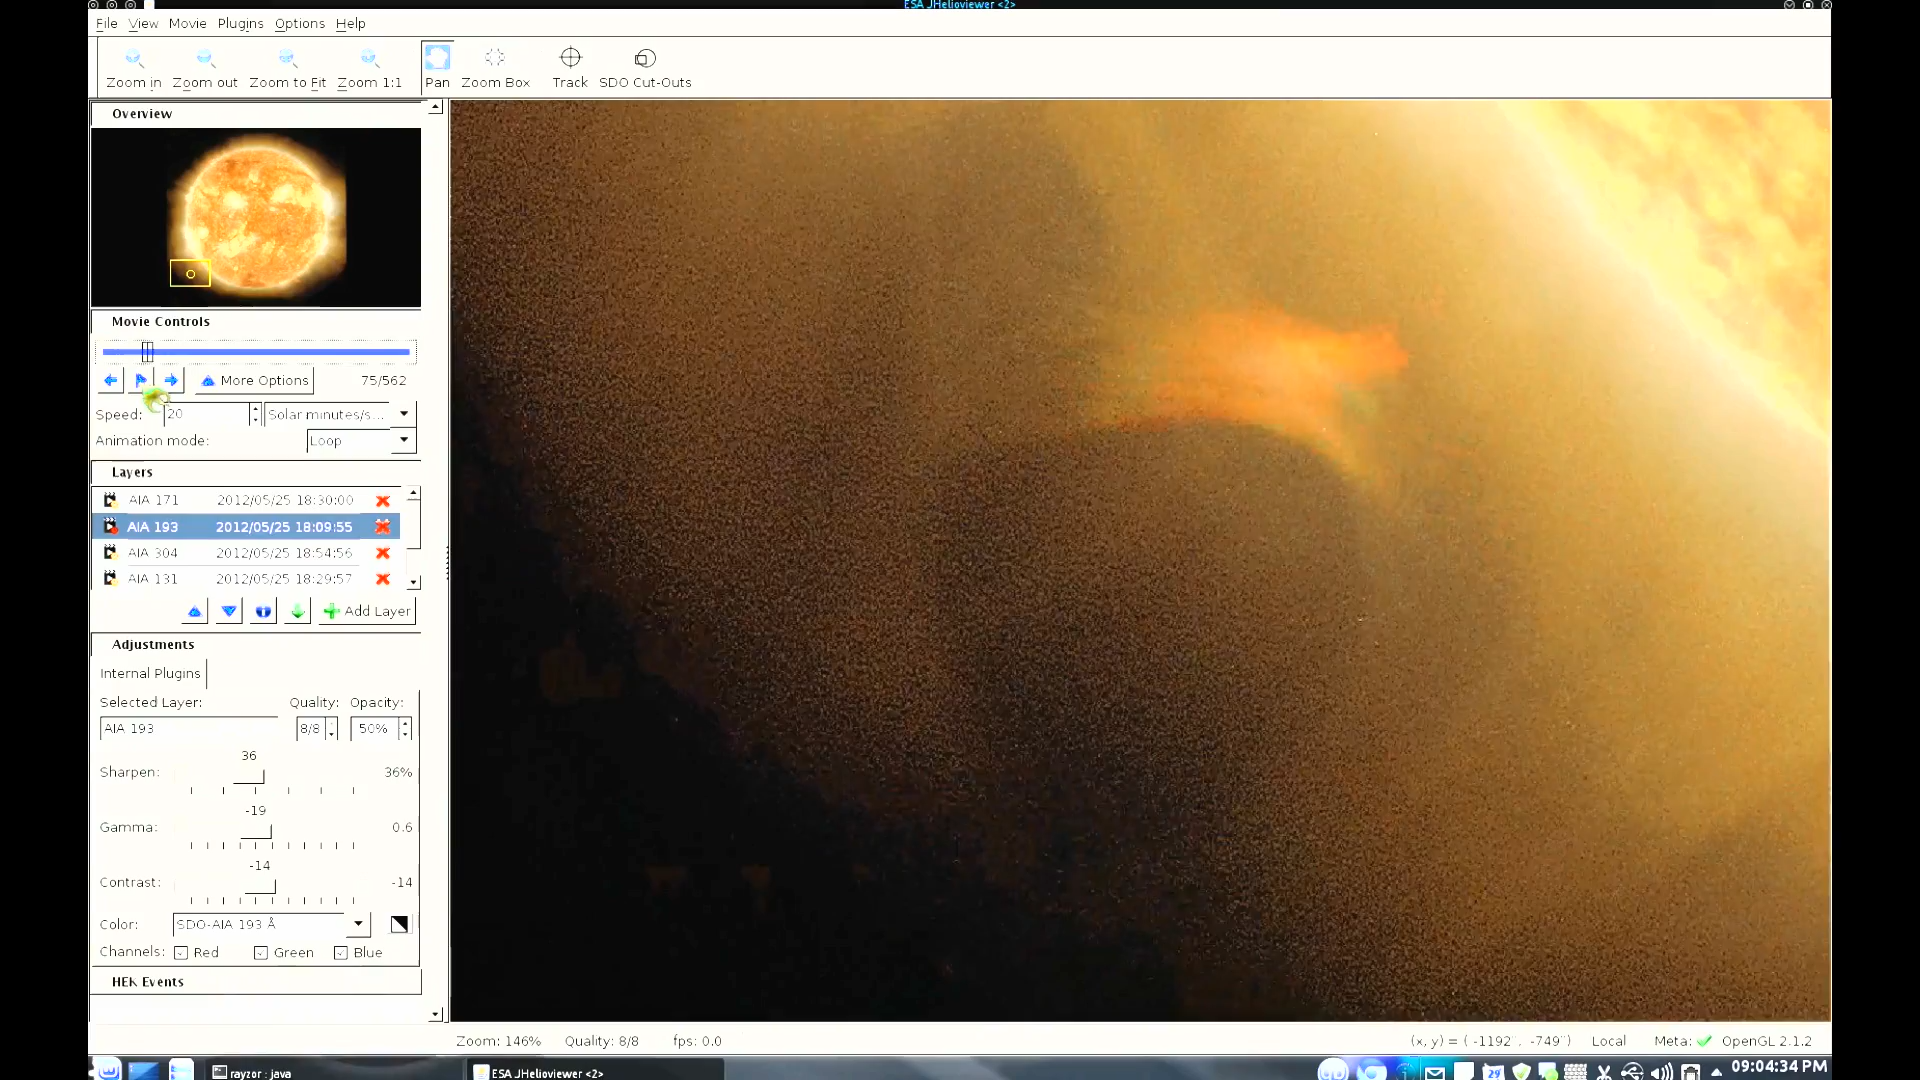 ESA JHelioviewer <2>
File View Movie Plugins Options Help
Zoom in Zoom out Zoom to Fit Zoom 1:1 Pan Zoom Box Track SDO Cut-Outs
Overview
Movie Controls
More Options 75/562
Speed: 20 Solar minutes/s...
Animation mode: Loop
Layers
AIA 171 2012/05/25 18:30:00
AIA 193 2012/05/25 18:09:55
AIA 304 2012/05/25 18:54:56
AIA 131 2012/05/25 18:29:57
Add Layer
Adjustments
Internal Plugins
Selected Layer: Quality: Opacity:
AIA 193 8/8 50%
36
Sharpen: 36%
-19
Gamma: 0.6
-14
Contrast: -14
Color: SDO-AIA 193 Å
Channels: Red Green Blue
HEK Events
Zoom: 146% Quality: 8/8 fps: 0.0 (x, y) = ( -1192'', -749'') Local Meta: OpenGL 2.1.2
rayzor : java ESA JHelioviewer <2> 29 09:04:34 PM